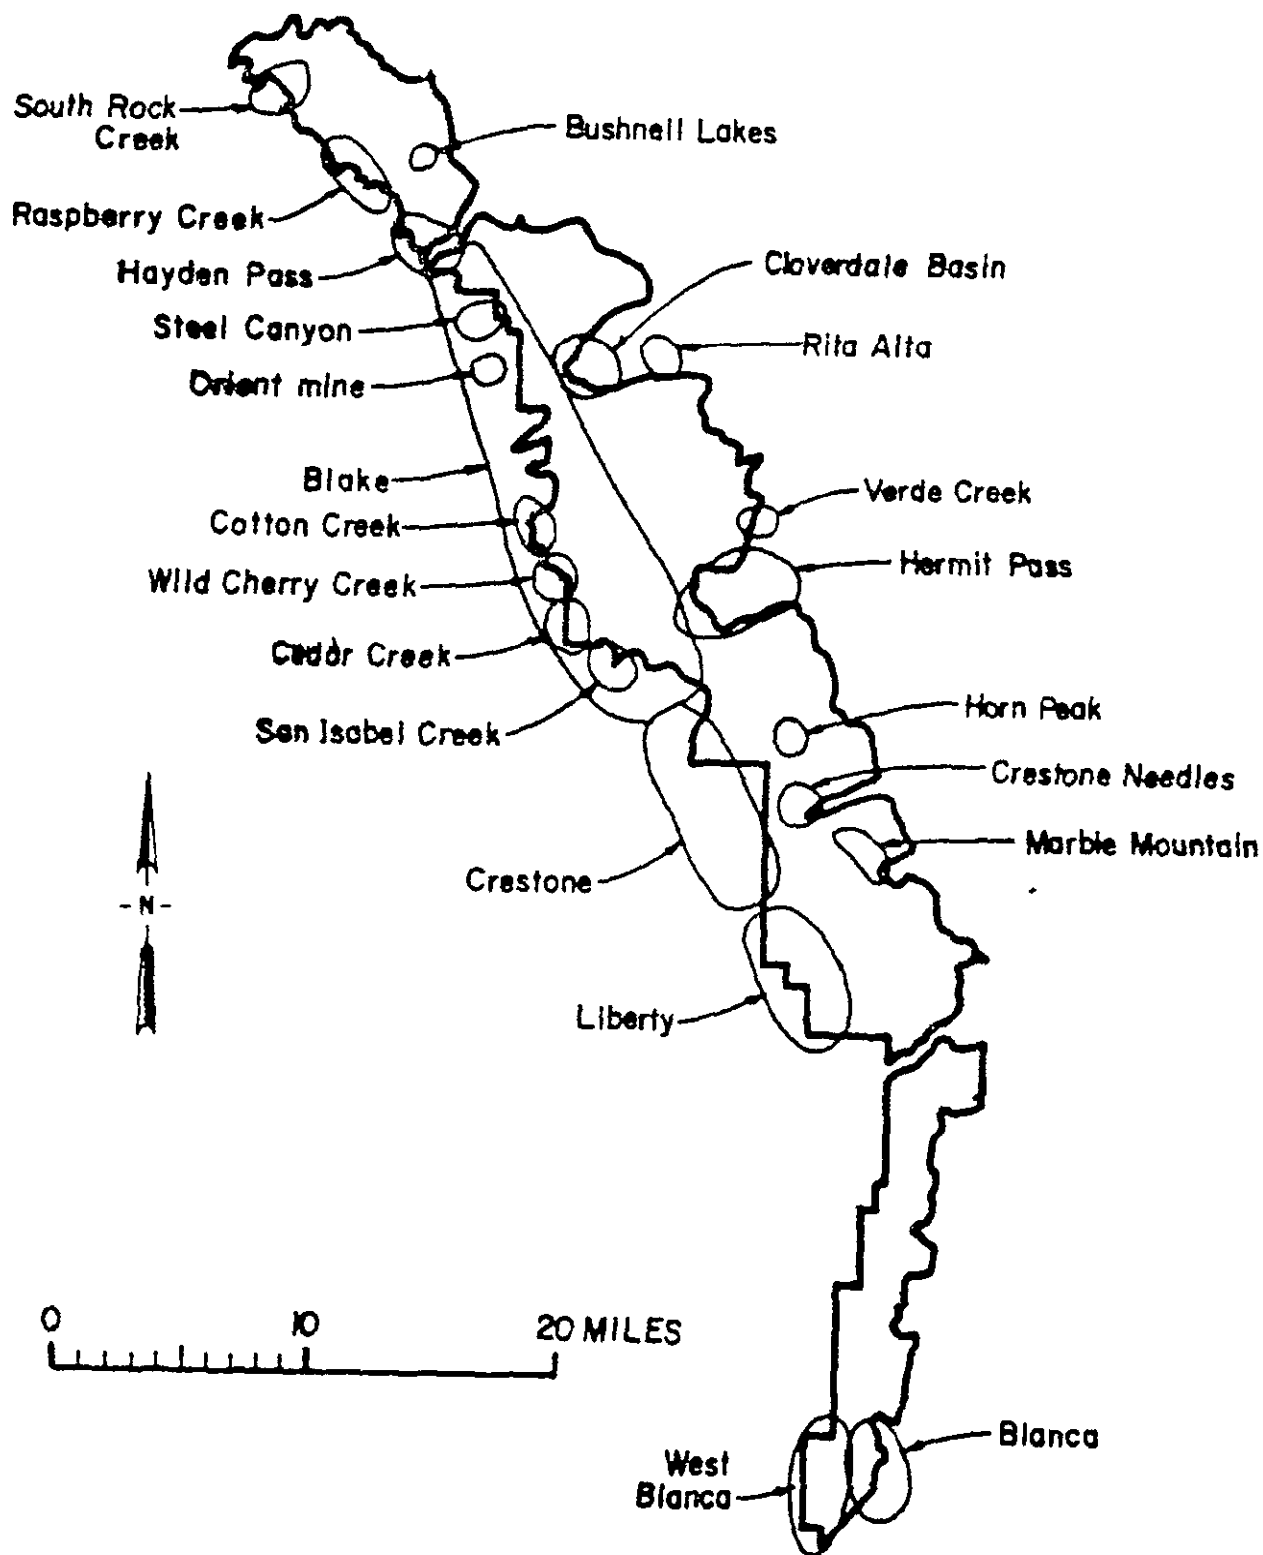 South Rock
Creek
Bushnell Lakes
Raspberry Creek
Hayden Pass
Cloverdale Basin
Steel Canyon
Rita Alta
Orient mine
Blake
Verde Creek
Cotton Creek
Hermit Pass
Wild Cherry Creek
Cedar Creek
San Isabel Creek
Horn Peak
Crestone Needles
Marble Mountain
Crestone
-N-
Liberty
0 10 20 MILES
Blanca
West
Blanca